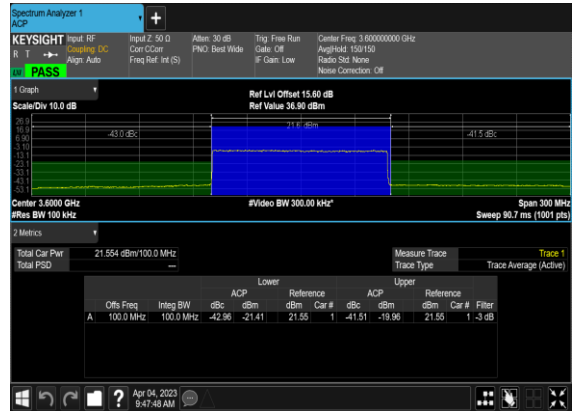 Spectrum Analyzer 1
ACP
+
KEYSIGHT Input: RF Input Z: 50 Ω Atten: 30 dB Trig: Free Run Center Freq: 3.600000000 GHz
R T Coupling: DC Corr CCorr PNO: Best Wide Gate: Off Avg|Hold: 150/150
Align: Auto Freq Ref: Int (S) IF Gain: Low Radio Std: None
LW PASS Noise Correction: Off
1 Graph Ref Lvl Offset 15.60 dB
Scale/Div 10.0 dB Ref Value 36.90 dBm
26.9 21.6 dBm
16.9 -43.0 dBc -41.5 dBc
6.90
-3.10
-13.1
-23.1
-33.1
-43.1
-53.1
Center 3.6000 GHz #Video BW 300.00 kHz* Span 300 MHz
#Res BW 100 kHz Sweep 90.7 ms (1001 pts)
2 Metrics
Total Car Pwr 21.554 dBm/100.0 MHz Measure Trace Trace 1
Total PSD --- Trace Type Trace Average (Active)
Lower Upper
ACP Reference ACP Reference
Offs Freq Integ BW dBc dBm dBm Car # dBc dBm dBm Car # Filter
A 100.0 MHz 100.0 MHz -42.96 -21.41 21.55 1 -41.51 -19.96 21.55 1 -3 dB
? Apr 04, 2023
9:47:48 AM